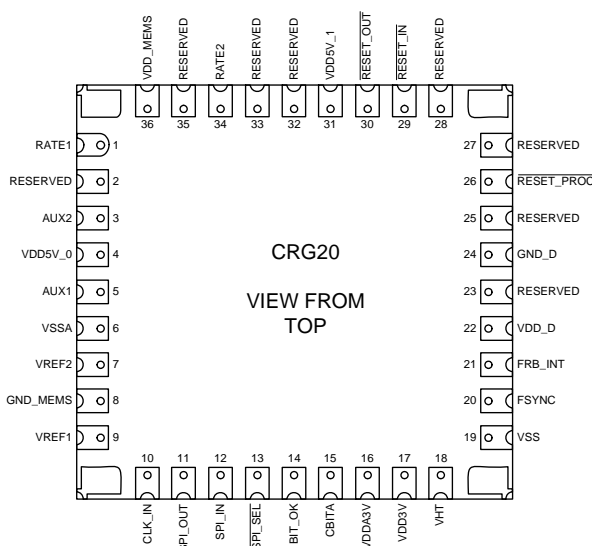 VDD_MEMS
RESERVED
RATE2
RESERVED
RESERVED
VDD5V_1
RESET_OUT
RESET_IN
RESERVED
36 35 34 33 32 31 30 29 28
RATE1 1
RESERVED 2
AUX2 3
VDD5V_0 4
AUX1 5
VSSA 6
VREF2 7
GND_MEMS 8
VREF1 9
27 RESERVED
26 RESET_PROC
25 RESERVED
24 GND_D
23 RESERVED
22 VDD_D
21 FRB_INT
20 FSYNC
19 VSS
CRG20
VIEW FROM
TOP
10 11 12 13 14 15 16 17 18
CLK_IN
SPI_OUT
SPI_IN
SPI_SEL
BIT_OK
CBITA
VDDA3V
VDD3V
VHT